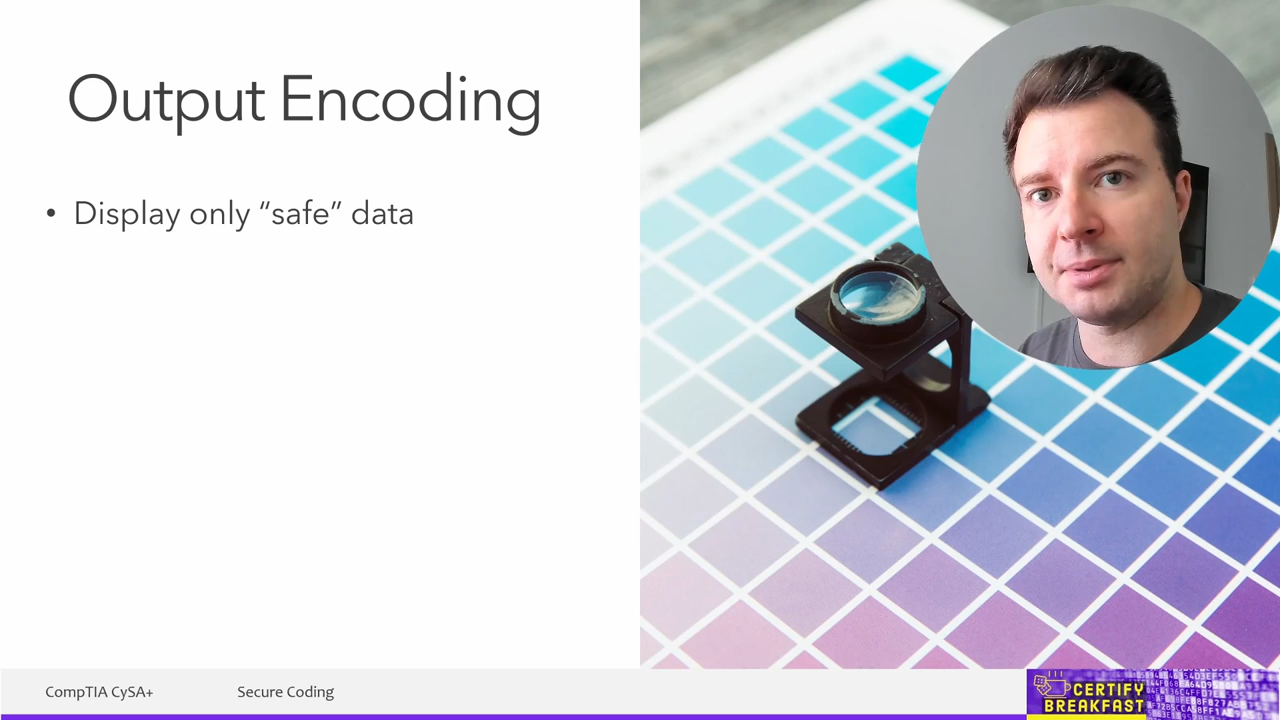 Output Encoding
• Display only “safe” data
CompTIA CySA+
Secure Coding
CERTIFY
BREAKFAST